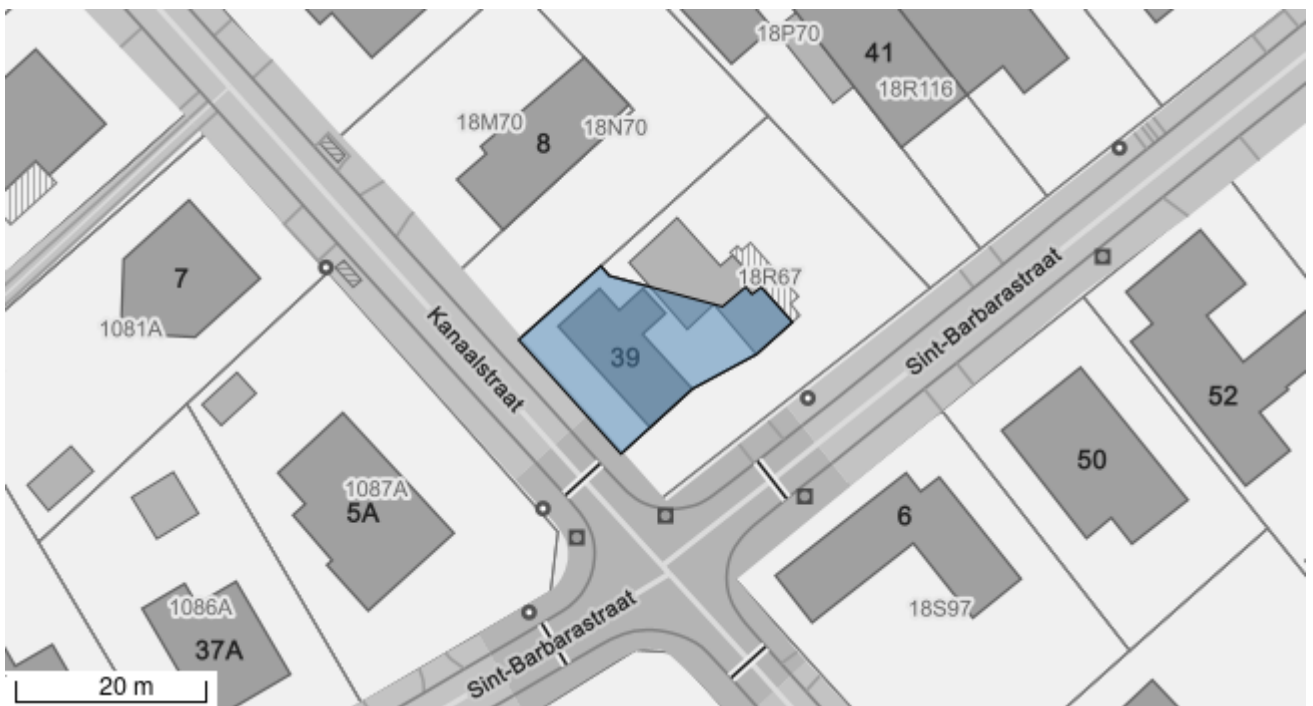 18P70
41
18R116
18M70
18N70
8
7
1081A
18R67
Kanaalstraat
Sint-Barbarastraat
39
52
50
1087A
5A
6
1086A
37A
18S97
Sint-Barbarastraat
20 m